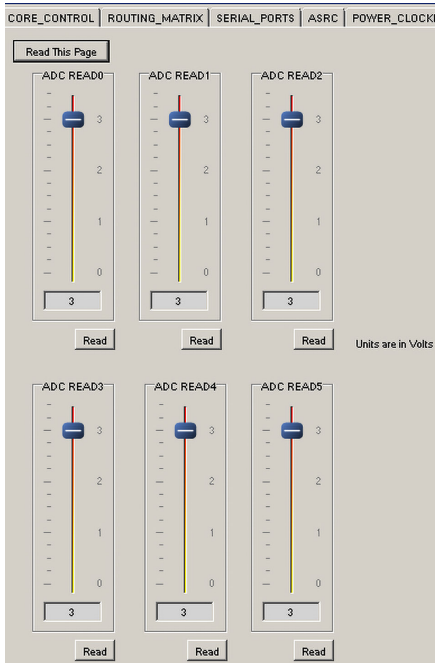 CORE_CONTROL ROUTING_MATRIX SERIAL_PORTS ASRC POWER_CLOCKI
Read This Page
ADC READ0 ADC READ1 ADC READ2
3 3 3
2 2 2
1 1 1
0 0 0
3 3 3
Read Read Read
Units are in Volts
ADC READ3 ADC READ4 ADC READ5
3 3 3
2 2 2
1 1 1
0 0 0
3 3 3
Read Read Read